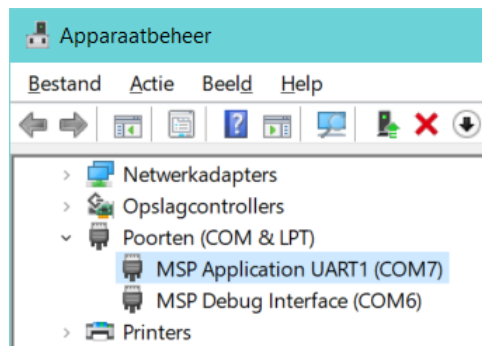 Apparaatbeheer
Bestand Actie Beeld Help
Netwerkadapters
Opslagcontrollers
Poorten (COM & LPT)
MSP Application UART1 (COM7)
MSP Debug Interface (COM6)
Printers